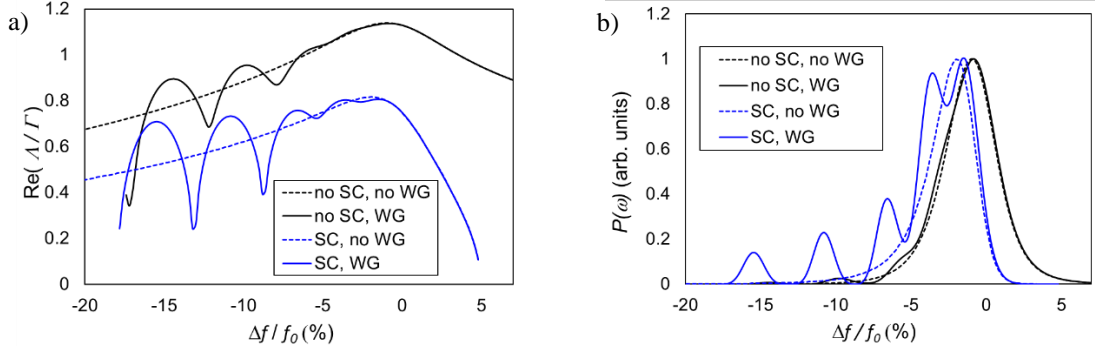 a)
Re( Λ / Γ )
1.2
1
0.8
0.6
0.4
0.2
0
-20
-15
-10
-5
0
5
Δf / f0 (%)
no SC, no WG
no SC, WG
SC, no WG
SC, WG
b)
P(ω) (arb. units)
1.2
1
0.8
0.6
0.4
0.2
0
-20
-15
-10
-5
0
5
Δf / f0 (%)
no SC, no WG
no SC, WG
SC, no WG
SC, WG